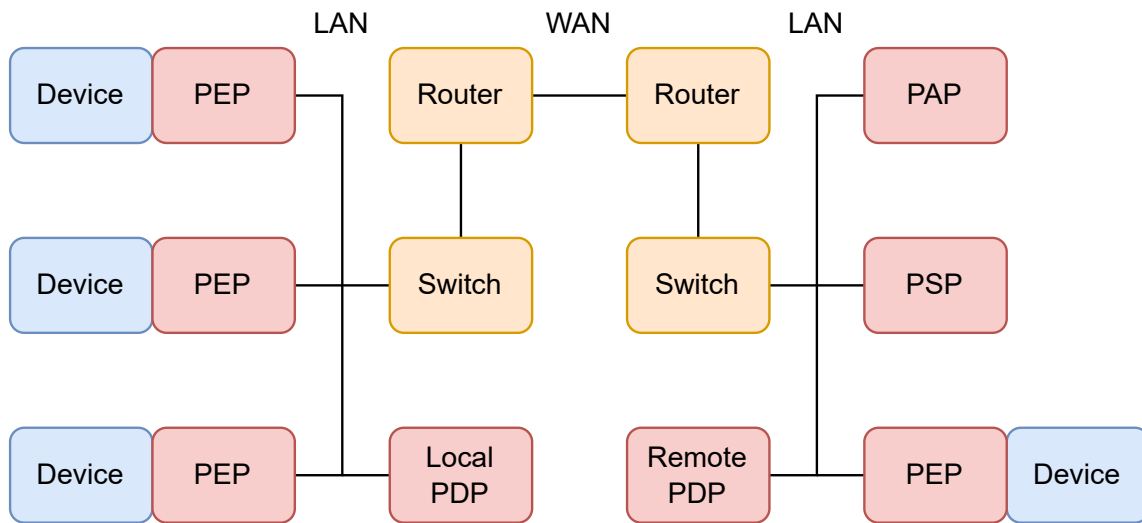 LAN
WAN
LAN
Device
PEP
Router
Router
PAP
Device
PEP
Switch
Switch
PSP
Device
PEP
Local
PDP
Remote
PDP
PEP
Device